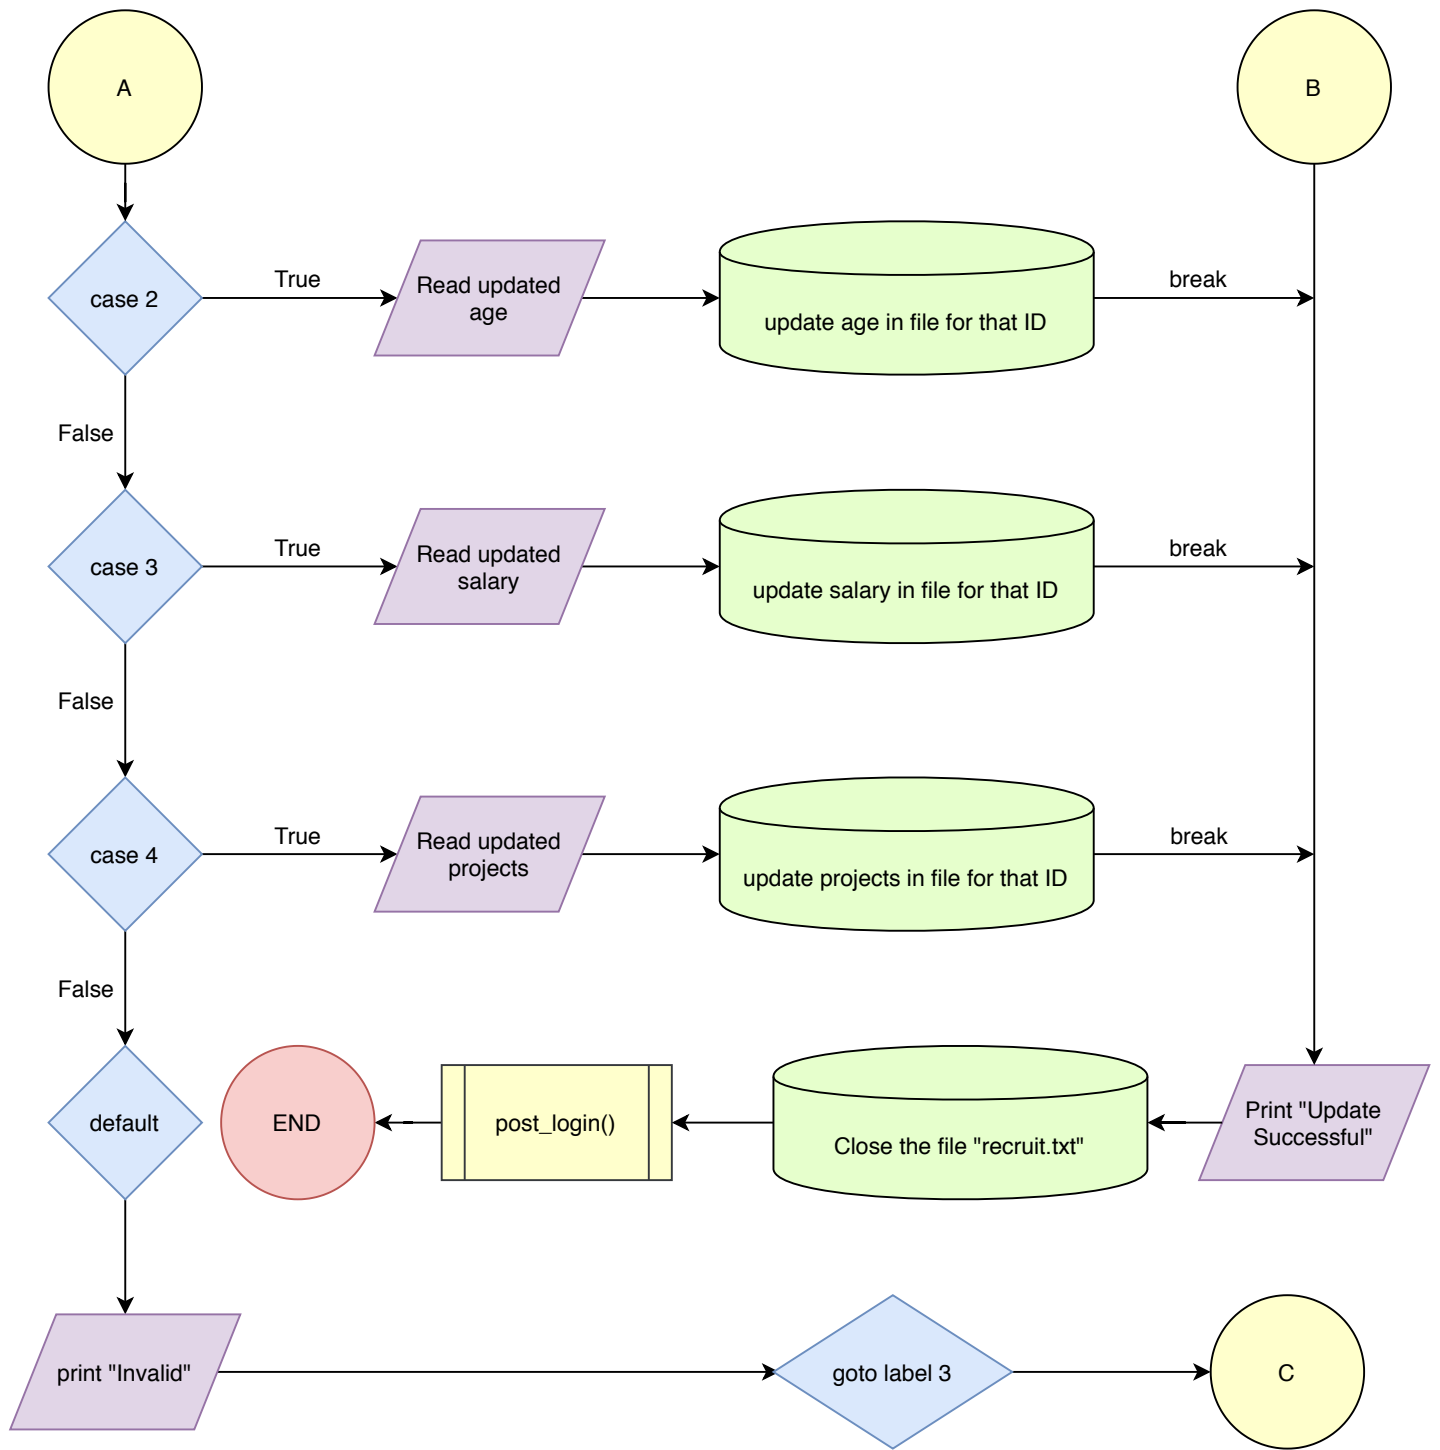 A
B
case 2
True
Read updated
age
update age in file for that ID
break
False
case 3
True
Read updated
salary
update salary in file for that ID
break
False
case 4
True
Read updated
projects
update projects in file for that ID
break
False
default
END
post_login()
Close the file "recruit.txt"
Print "Update
Successful"
print "Invalid"
goto label 3
C